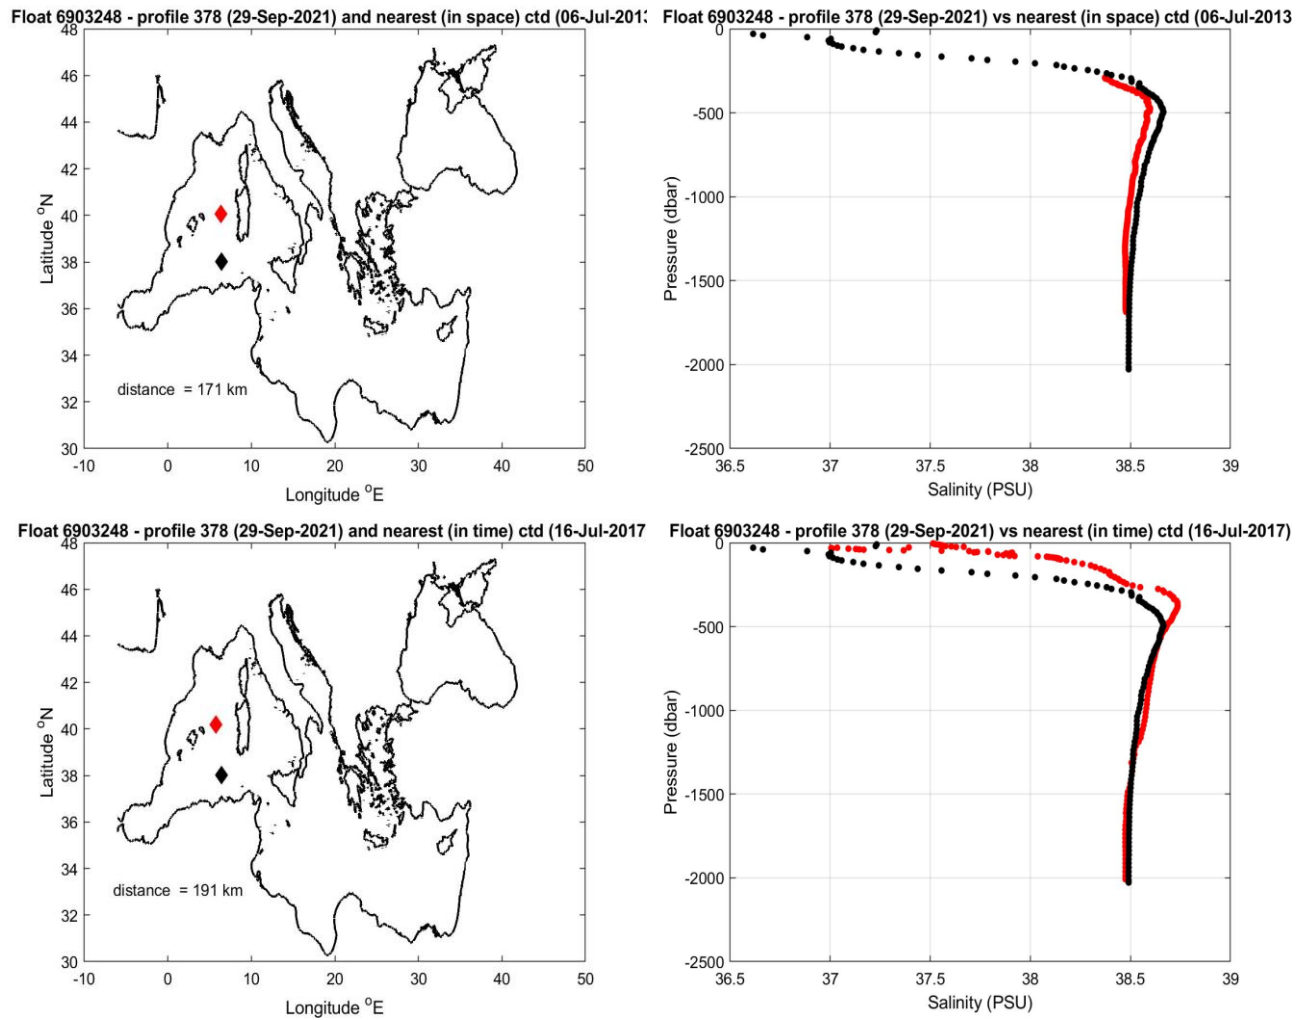 Float 6903248 - profile 378 (29-Sep-2021) and nearest (in space) ctd (06-Jul-2013
48
46
44
42
40
38
36
34
32
30
Latitude °N
distance = 171 km
-10 0 10 20 30 40 50
Longitude °E
Float 6903248 - profile 378 (29-Sep-2021) vs nearest (in space) ctd (06-Jul-2013
0
-500
-1000
-1500
-2000
-2500
Pressure (dbar)
36.5 37 37.5 38 38.5 39
Salinity (PSU)
Float 6903248 - profile 378 (29-Sep-2021) and nearest (in time) ctd (16-Jul-2017
48
46
44
42
40
38
36
34
32
30
Latitude °N
distance = 191 km
-10 0 10 20 30 40 50
Longitude °E
Float 6903248 - profile 378 (29-Sep-2021) vs nearest (in time) ctd (16-Jul-2017)
0
-500
-1000
-1500
-2000
-2500
Pressure (dbar)
36.5 37 37.5 38 38.5 39
Salinity (PSU)